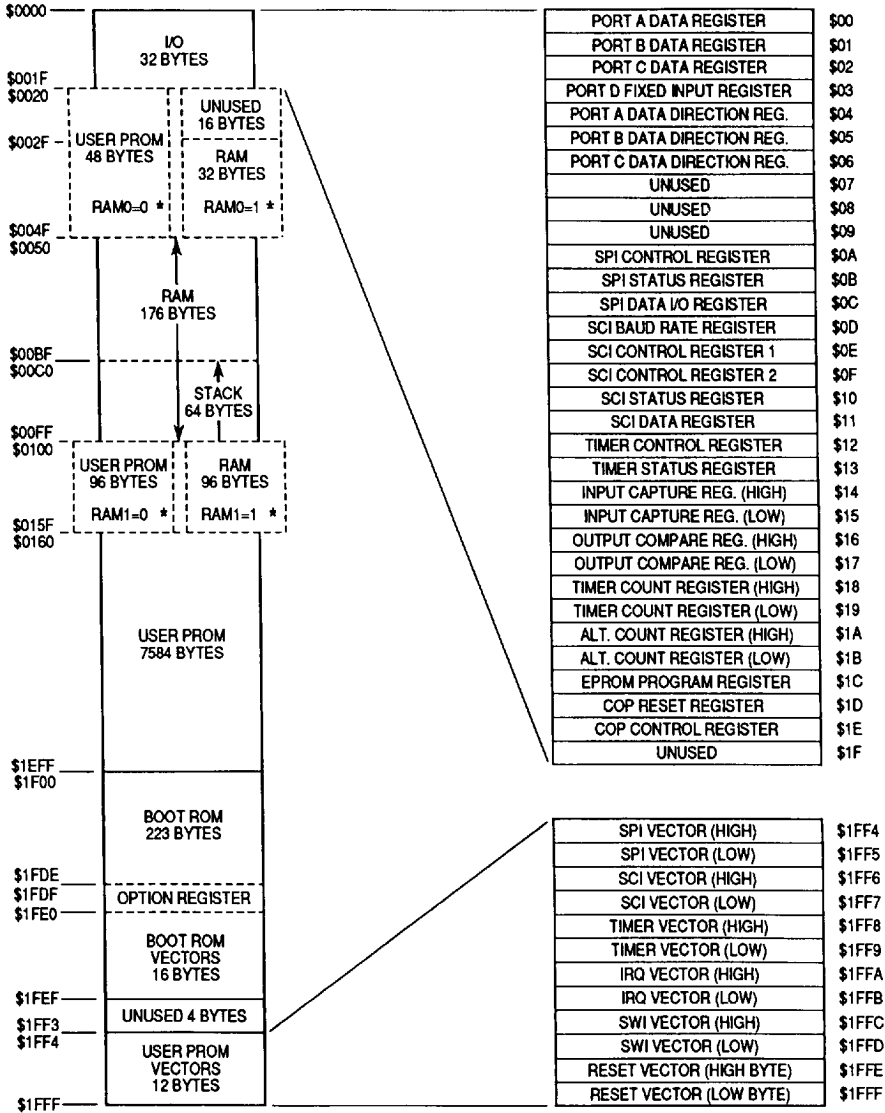 $0000
I/O
32 BYTES
$001F
$0020
USER PROM
48 BYTES
RAM0=0 *
UNUSED
16 BYTES
$002F
RAM
32 BYTES
RAM0=1 *
$004F
$0050
RAM
176 BYTES
$00BF
$00C0
STACK
64 BYTES
$00FF
$0100
USER PROM
96 BYTES
RAM1=0 *
RAM
96 BYTES
RAM1=1 *
$015F
$0160
USER PROM
7584 BYTES
$1EFF
$1F00
BOOT ROM
223 BYTES
$1FDE
$1FDF
OPTION REGISTER
$1FE0
BOOT ROM
VECTORS
16 BYTES
$1FEF
UNUSED 4 BYTES
$1FF3
$1FF4
USER PROM
VECTORS
12 BYTES
$1FFF
PORT A DATA REGISTER $00
PORT B DATA REGISTER $01
PORT C DATA REGISTER $02
PORT D FIXED INPUT REGISTER $03
PORT A DATA DIRECTION REG. $04
PORT B DATA DIRECTION REG. $05
PORT C DATA DIRECTION REG. $06
UNUSED $07
UNUSED $08
UNUSED $09
SPI CONTROL REGISTER $0A
SPI STATUS REGISTER $0B
SPI DATA I/O REGISTER $0C
SCI BAUD RATE REGISTER $0D
SCI CONTROL REGISTER 1 $0E
SCI CONTROL REGISTER 2 $0F
SCI STATUS REGISTER $10
SCI DATA REGISTER $11
TIMER CONTROL REGISTER $12
TIMER STATUS REGISTER $13
INPUT CAPTURE REG. (HIGH) $14
INPUT CAPTURE REG. (LOW) $15
OUTPUT COMPARE REG. (HIGH) $16
OUTPUT COMPARE REG. (LOW) $17
TIMER COUNT REGISTER (HIGH) $18
TIMER COUNT REGISTER (LOW) $19
ALT. COUNT REGISTER (HIGH) $1A
ALT. COUNT REGISTER (LOW) $1B
EPROM PROGRAM REGISTER $1C
COP RESET REGISTER $1D
COP CONTROL REGISTER $1E
UNUSED $1F
SPI VECTOR (HIGH) $1FF4
SPI VECTOR (LOW) $1FF5
SCI VECTOR (HIGH) $1FF6
SCI VECTOR (LOW) $1FF7
TIMER VECTOR (HIGH) $1FF8
TIMER VECTOR (LOW) $1FF9
IRQ VECTOR (HIGH) $1FFA
IRQ VECTOR (LOW) $1FFB
SWI VECTOR (HIGH) $1FFC
SWI VECTOR (LOW) $1FFD
RESET VECTOR (HIGH BYTE) $1FFE
RESET VECTOR (LOW BYTE) $1FFF